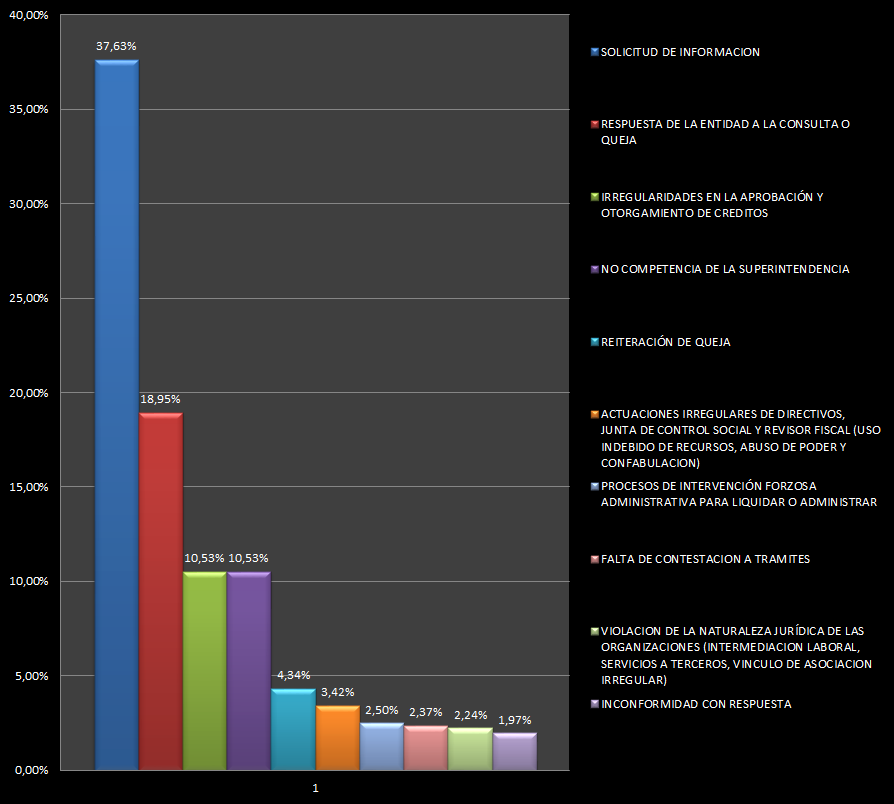 40,00%
35,00%
30,00%
25,00%
20,00%
15,00%
10,00%
5,00%
0,00%
37,63%
18,95%
10,53%
10,53%
4,34%
3,42%
2,50%
2,37%
2,24%
1,97%
1
SOLICITUD DE INFORMACION
RESPUESTA DE LA ENTIDAD A LA CONSULTA O
QUEJA
IRREGULARIDADES EN LA APROBACIÓN Y
OTORGAMIENTO DE CREDITOS
NO COMPETENCIA DE LA SUPERINTENDENCIA
REITERACIÓN DE QUEJA
ACTUACIONES IRREGULARES DE DIRECTIVOS,
JUNTA DE CONTROL SOCIAL Y REVISOR FISCAL (USO
INDEBIDO DE RECURSOS, ABUSO DE PODER Y
CONFABULACION)
PROCESOS DE INTERVENCIÓN FORZOSA
ADMINISTRATIVA PARA LIQUIDAR O ADMINISTRAR
FALTA DE CONTESTACION A TRAMITES
VIOLACION DE LA NATURALEZA JURÍDICA DE LAS
ORGANIZACIONES (INTERMEDIACION LABORAL,
SERVICIOS A TERCEROS, VINCULO DE ASOCIACION
IRREGULAR)
INCONFORMIDAD CON RESPUESTA